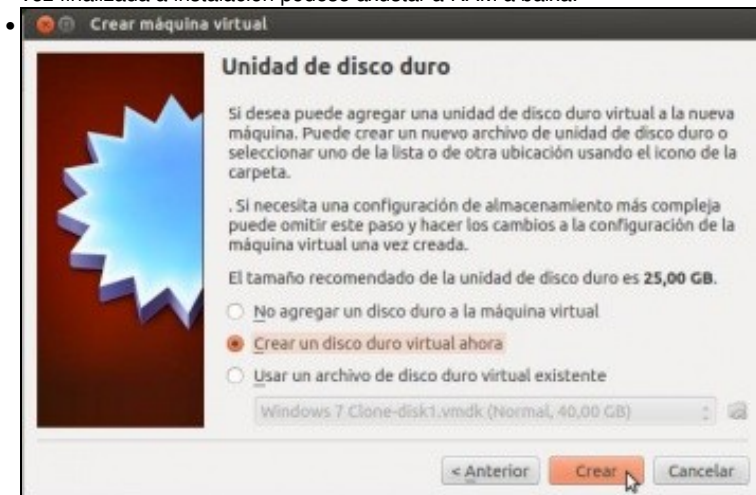 Crear máquina virtual
Unidad de disco duro
Si desea puede agregar una unidad de disco duro virtual a la nueva
máquina. Puede crear un nuevo archivo de unidad de disco duro o
seleccionar uno de la lista o de otra ubicación usando el icono de la
carpeta.
. Si necesita una configuración de almacenamiento más compleja
puede omitir este paso y hacer los cambios a la configuración de la
máquina virtual una vez creada.
El tamaño recomendado de la unidad de disco duro es 25,00 GB.
No agregar un disco duro a la máquina virtual
Crear un disco duro virtual ahora
Usar un archivo de disco duro virtual existente
Windows 7 Clone-disk1.vmdk (Normal, 40,00 GB)
< Anterior Crear Cancelar